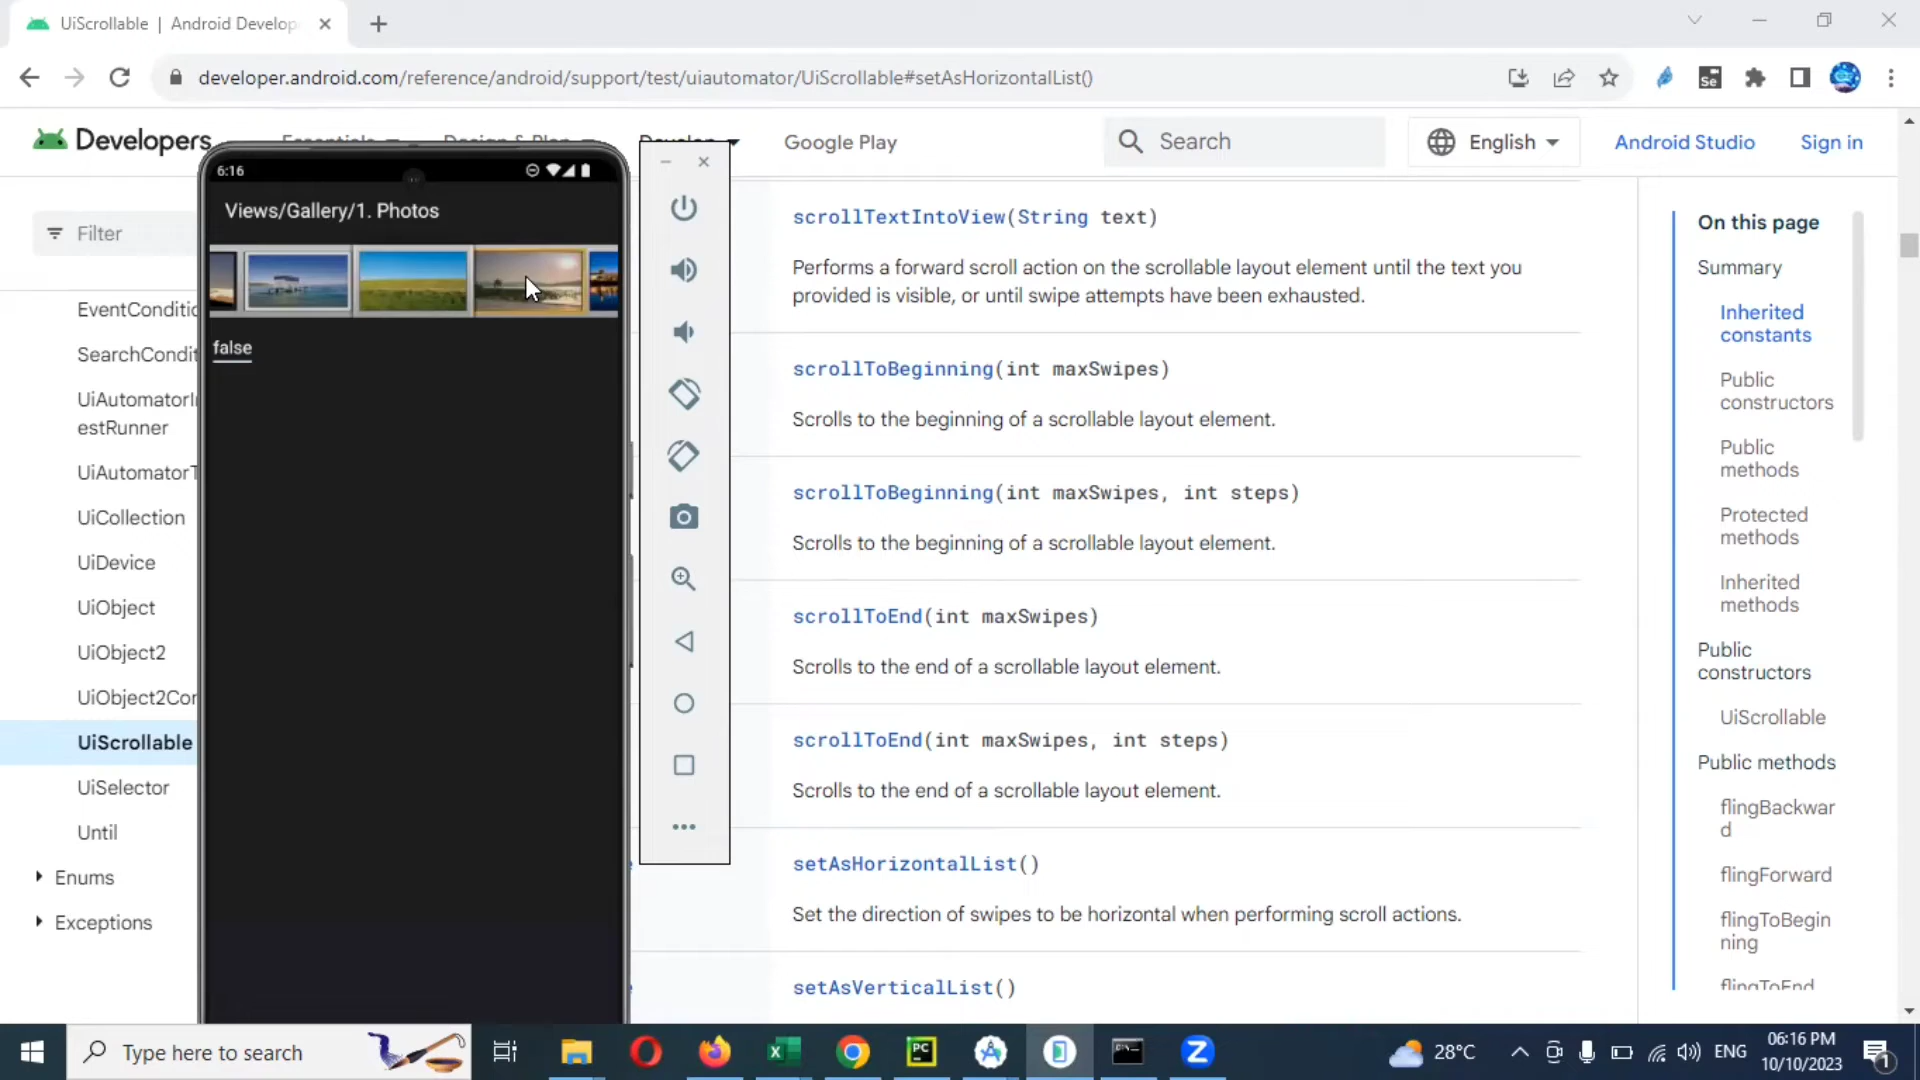 UiScrollable | Android Develop
developer.android.com/reference/android/support/test/uiautomator/UiScrollable#setAsHorizontalList()
Se
Developers
Google Play
Search
English
Android Studio
Sign in
Filter
EventConditio
SearchCondit
UiAutomatorI
estRunner
UiAutomatorT
UiCollection
UiDevice
UiObject
UiObject2
UiObject2Con
UiScrollable
UiSelector
Until
Enums
Exceptions
6:16
Views/Gallery/1. Photos
false
scrollTextIntoView(String text)
Performs a forward scroll action on the scrollable layout element until the text you
provided is visible, or until swipe attempts have been exhausted.
scrollToBeginning(int maxSwipes)
Scrolls to the beginning of a scrollable layout element.
scrollToBeginning(int maxSwipes, int steps)
Scrolls to the beginning of a scrollable layout element.
scrollToEnd(int maxSwipes)
Scrolls to the end of a scrollable layout element.
scrollToEnd(int maxSwipes, int steps)
Scrolls to the end of a scrollable layout element.
setAsHorizontalList()
Set the direction of swipes to be horizontal when performing scroll actions.
setAsVerticalList()
On this page
Summary
Inherited
constants
Public
constructors
Public
methods
Protected
methods
Inherited
methods
Public
constructors
UiScrollable
Public methods
flingBackwar
d
flingForward
flingToBegin
ning
flingToEnd
Type here to search
PC
28°C
ENG
06:16 PM
10/10/2023
1